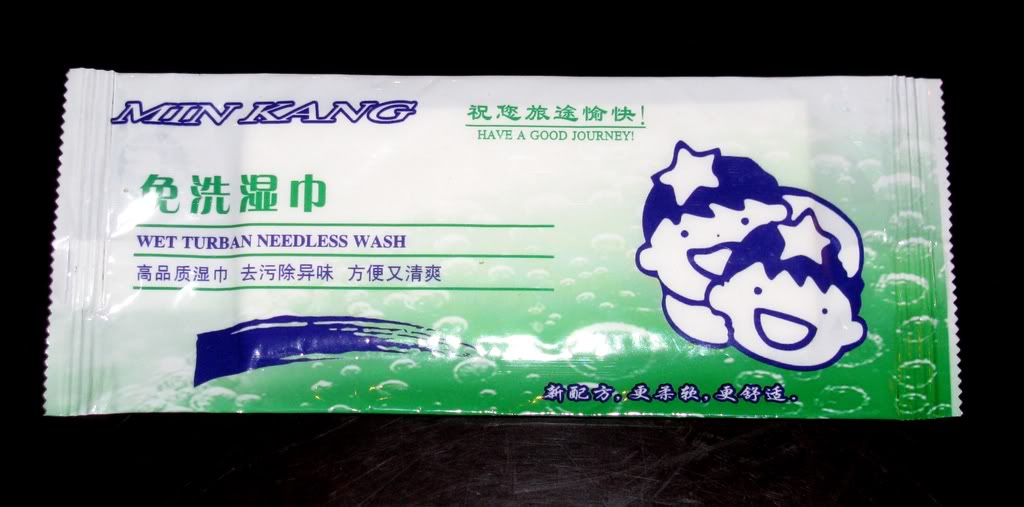 MIN KANG
祝您旅途愉快!
HAVE A GOOD JOURNEY!
免洗湿巾
WET TURBAN NEEDLESS WASH
高品质湿巾 去污除异味 方便又清爽
新配方,更柔软,更舒适.